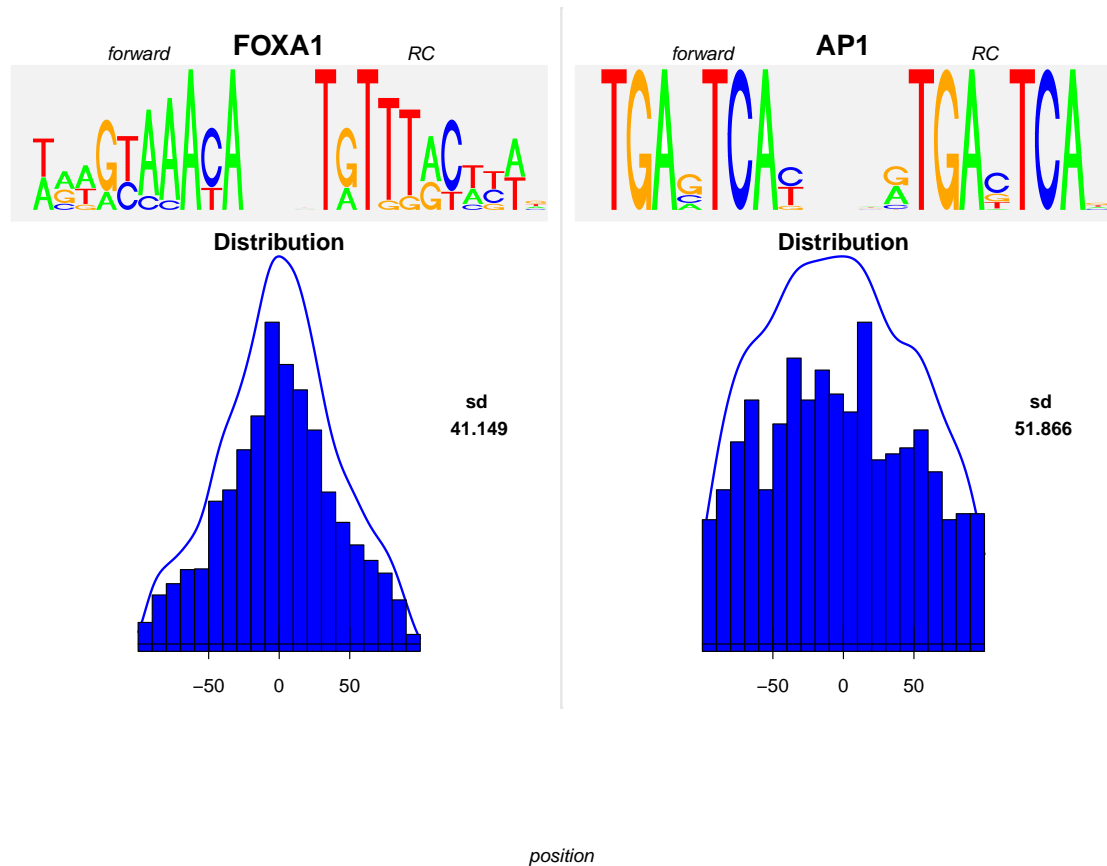 FOXA1
forward RC
Distribution
sd
41.149
−50 0 50
AP1
forward RC
Distribution
sd
51.866
−50 0 50
position